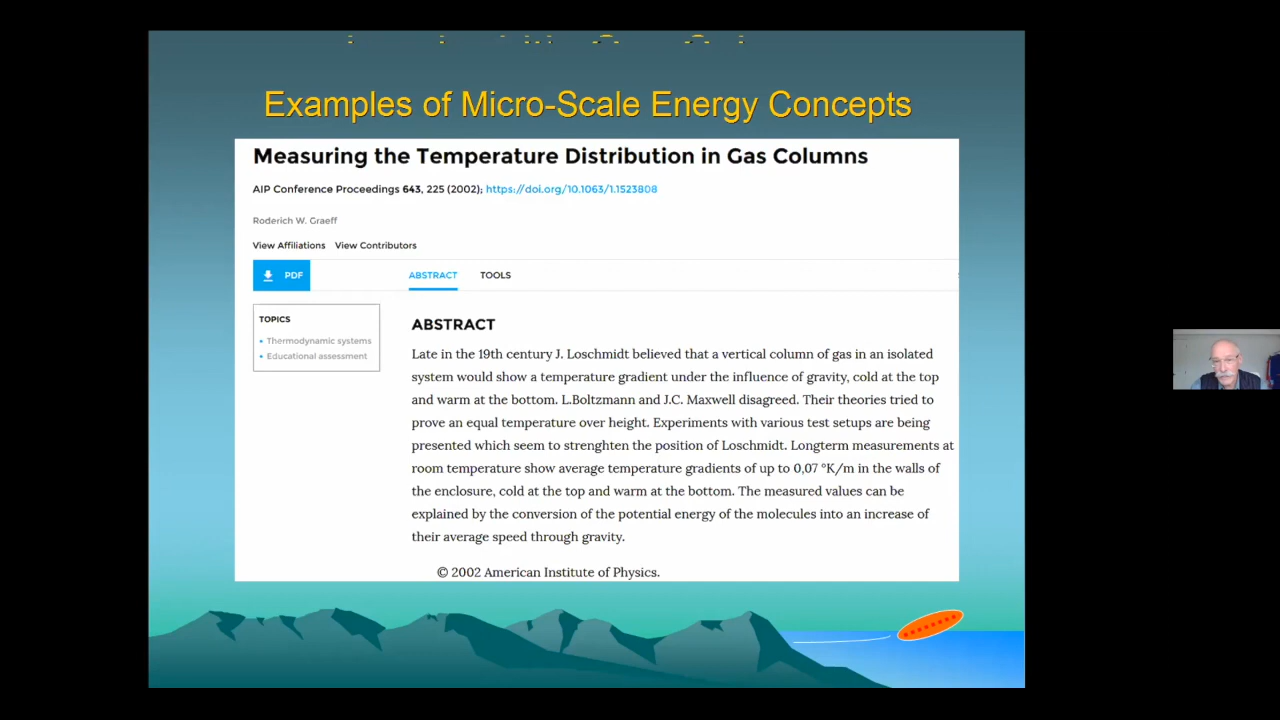 Examples of Micro-Scale Energy Concepts
Measuring the Temperature Distribution in Gas Columns
AIP Conference Proceedings 643, 225 (2002); https://doi.org/10.1063/1.1523808
Roderich W. Graeff
View Affiliations View Contributors
PDF ABSTRACT TOOLS
TOPICS
• Thermodynamic systems
• Educational assessment
ABSTRACT
Late in the 19th century J. Loschmidt believed that a vertical column of gas in an isolated
system would show a temperature gradient under the influence of gravity, cold at the top
and warm at the bottom. L.Boltzmann and J.C. Maxwell disagreed. Their theories tried to
prove an equal temperature over height. Experiments with various test setups are being
presented which seem to strenghten the position of Loschmidt. Longterm measurements at
room temperature show average temperature gradients of up to 0,07 °K/m in the walls of
the enclosure, cold at the top and warm at the bottom. The measured values can be
explained by the conversion of the potential energy of the molecules into an increase of
their average speed through gravity.
© 2002 American Institute of Physics.